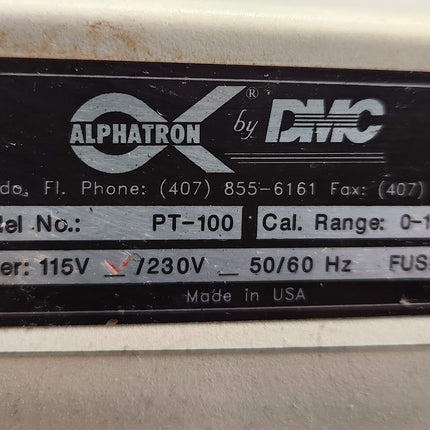 ALPHATRON ® by DMC
do, Fl. Phone: (407) 855-6161 Fax: (407)
el No.: PT-100 Cal. Range: 0-1
er: 115V ✓/230V _ 50/60 Hz FUS
Made in USA